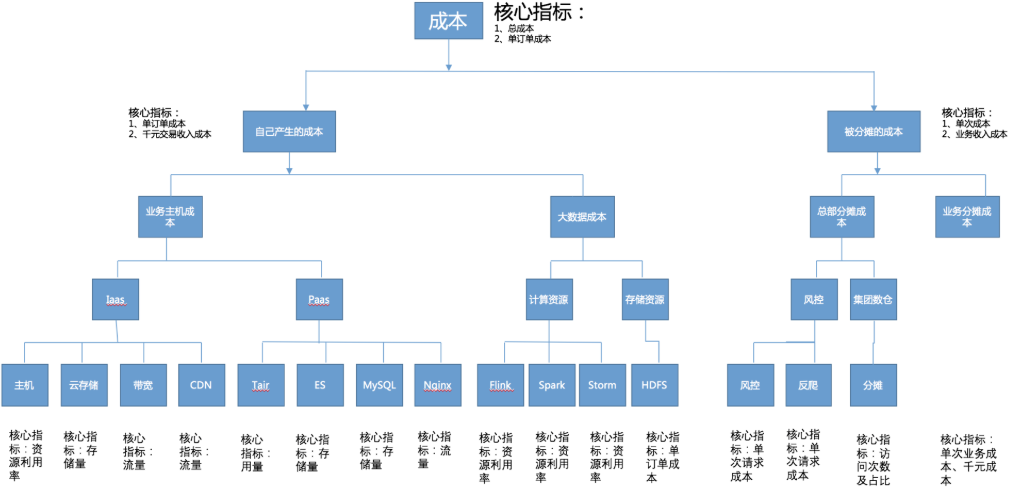 成本
核心指标：
1、总成本
2、单订单成本
核心指标：
1、单订单成本
2、千元交易收入成本
自己产生的成本
被分摊的成本
核心指标：
1、单次成本
2、业务收入成本
业务主机成
本
大数据成本
总部分摊成
本
业务分摊成
本
Iaas
Paas
计算资源
存储资源
风控
集团数仓
主机
云存储
带宽
CDN
Tair
ES
MySQL
Nginx
Flink
Spark
Storm
HDFS
风控
反爬
分摊
核心指
标：资
源利用
率
核心指
标：存
储量
核心
指标：
流量
核心
指标：
流量
核心
指标：
用量
核心指
标：存
储量
核心指
标：存
储量
核心指
标：流
量
核心指
标：资
源利用
率
核心指
标：资
源利用
率
核心指
标：资
源利用
率
核心指
标：单
订单成
本
核心指
标：单
次请求
成本
核心指
标：单
次请求
成本
核心指
标：访
问次数
及占比
核心指标：
单次业务成
本、千元成
本